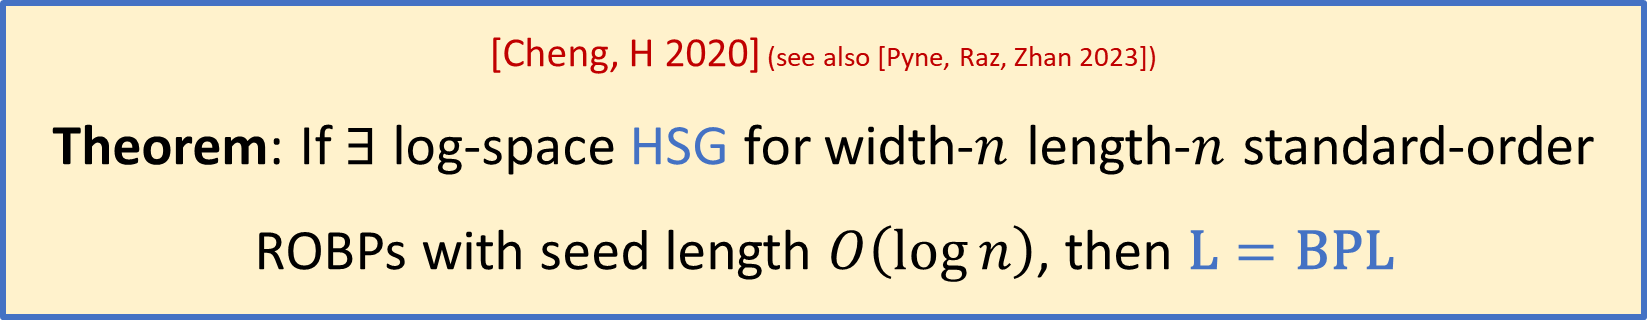 [Cheng, H 2020] (see also [Pyne, Raz, Zhan 2023])
Theorem: If ∃ log-space HSG for width-n length-n standard-order
ROBPs with seed length O(log n), then L = BPL